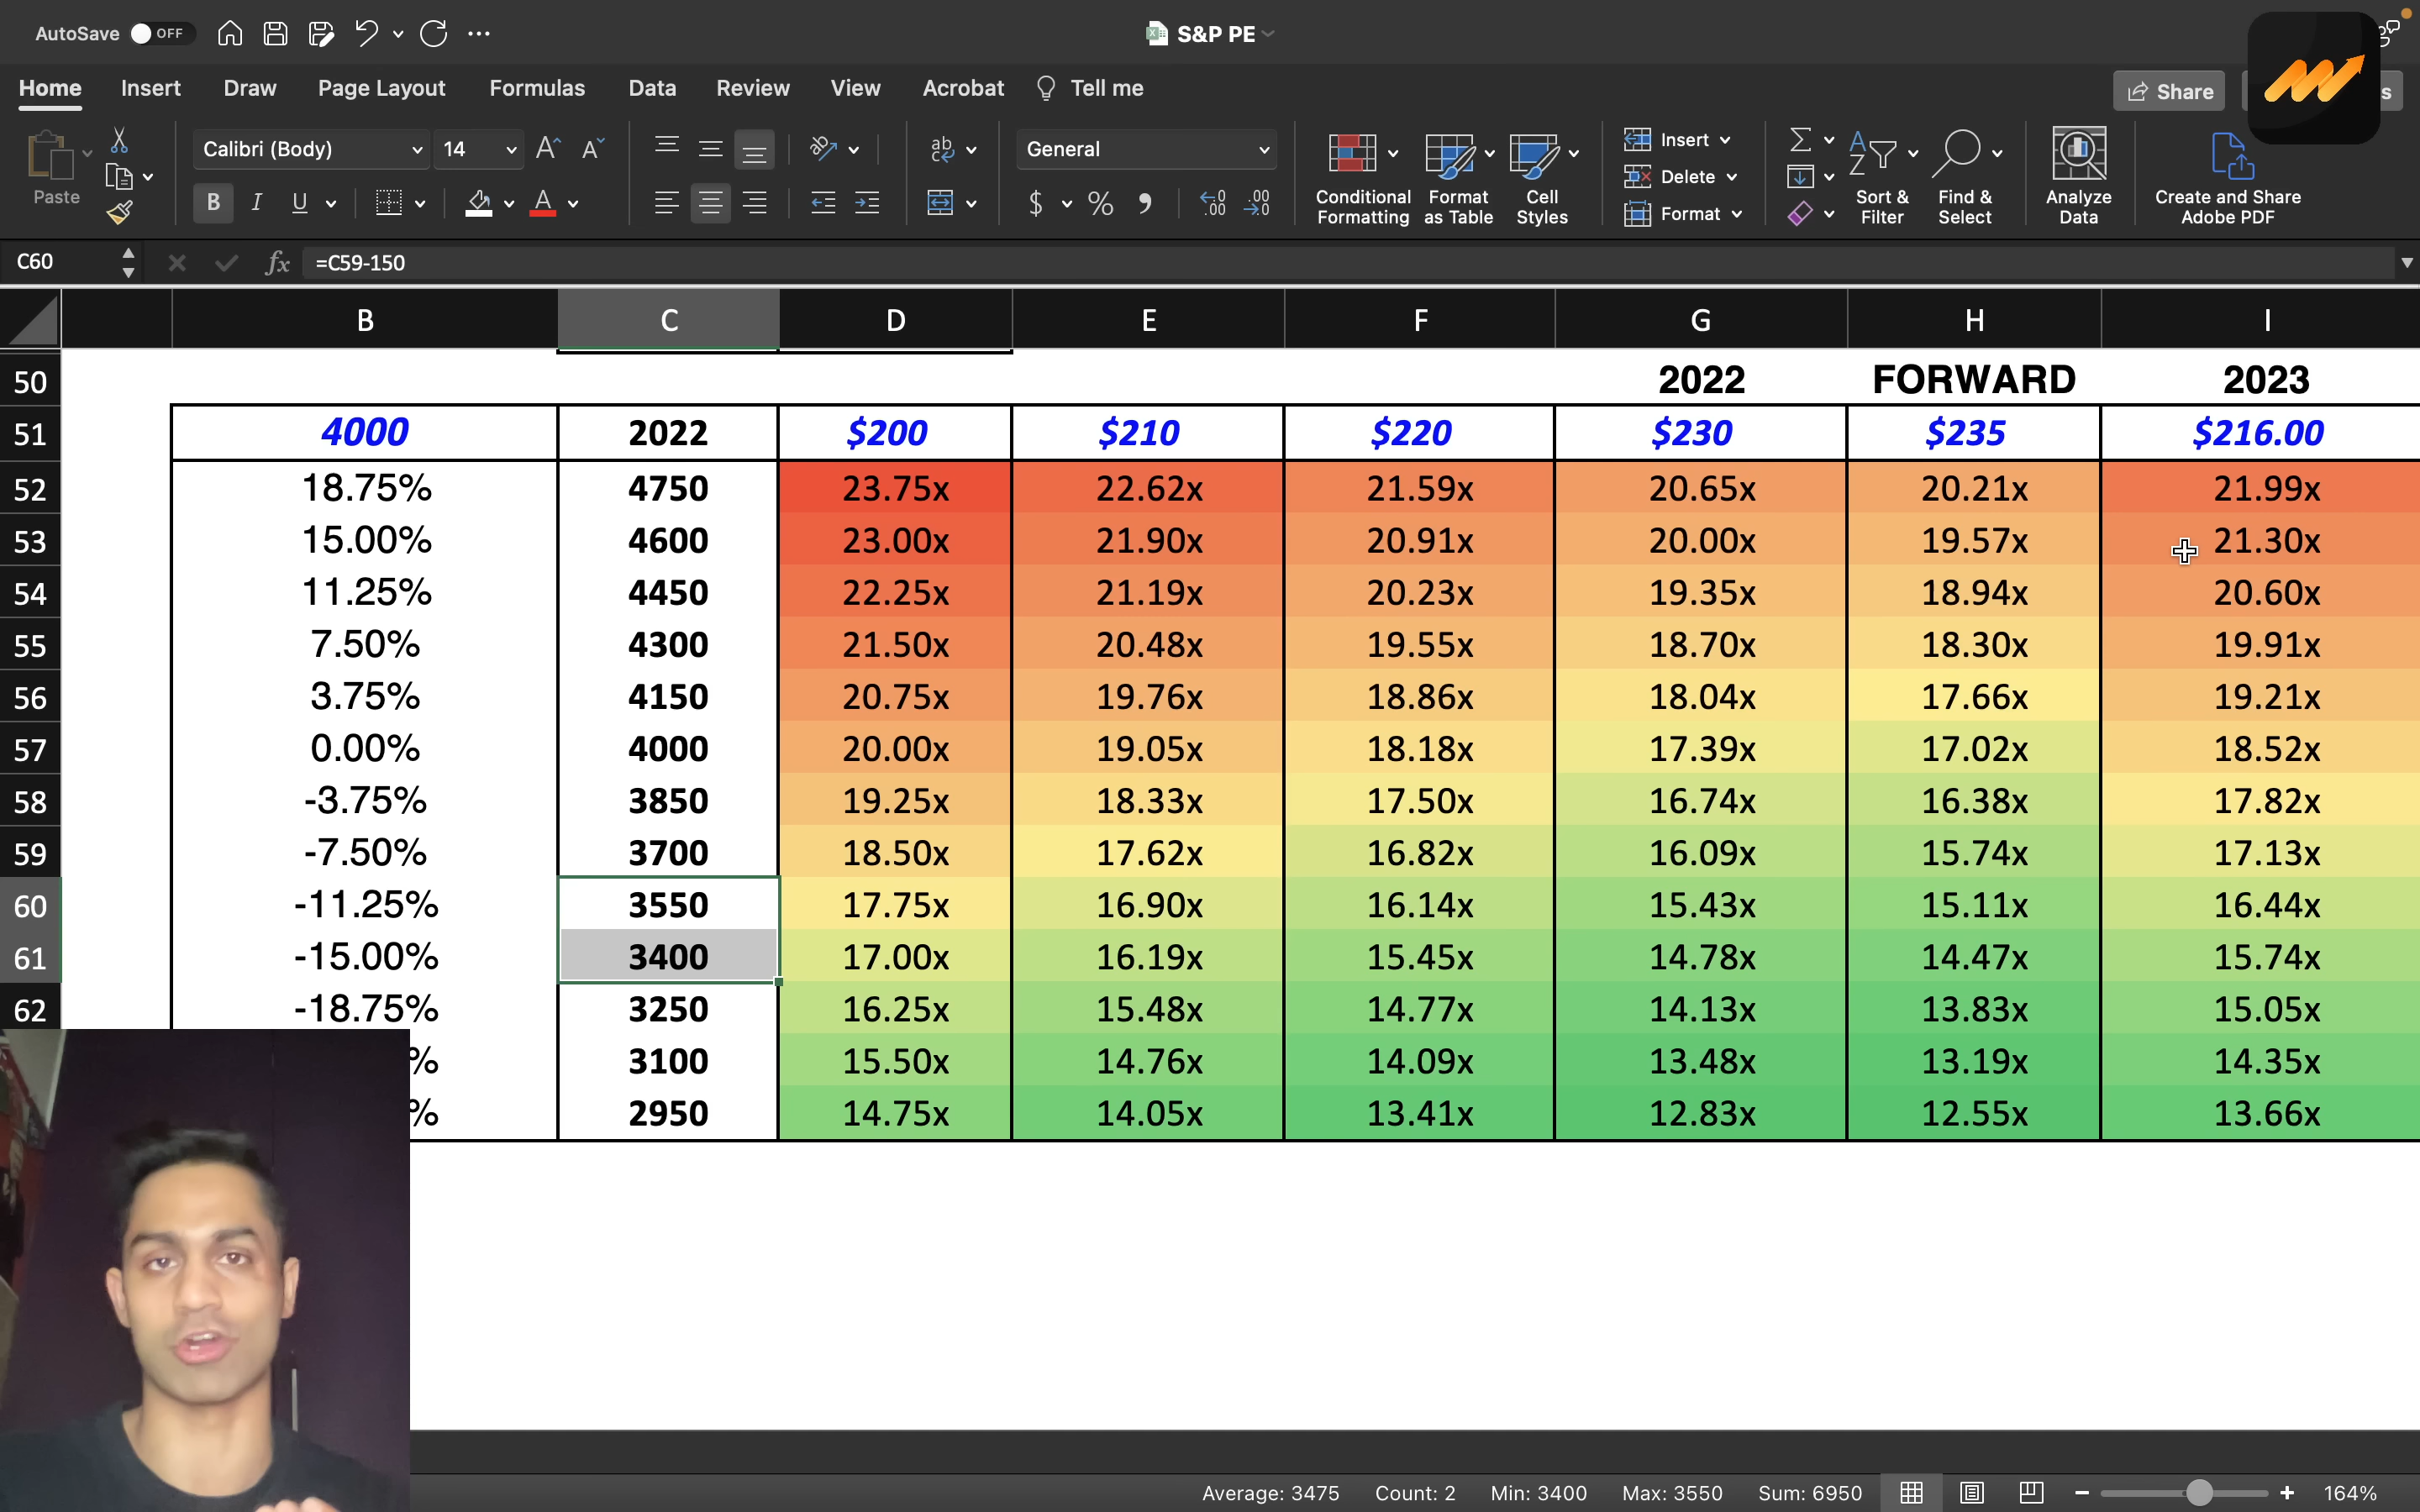 AutoSave OFF S&P PE
Home Insert Draw Page Layout Formulas Data Review View Acrobat Tell me Share s
Paste Calibri (Body) 14 General Conditional Formatting Format as Table Cell Styles Insert Delete Format Sort & Filter Find & Select Analyze Data Create and Share Adobe PDF
C60 fx =C59-150
B C D E F G H I
50 2022 FORWARD 2023
51 4000 2022 $200 $210 $220 $230 $235 $216.00
52 18.75% 4750 23.75x 22.62x 21.59x 20.65x 20.21x 21.99x
53 15.00% 4600 23.00x 21.90x 20.91x 20.00x 19.57x 21.30x
54 11.25% 4450 22.25x 21.19x 20.23x 19.35x 18.94x 20.60x
55 7.50% 4300 21.50x 20.48x 19.55x 18.70x 18.30x 19.91x
56 3.75% 4150 20.75x 19.76x 18.86x 18.04x 17.66x 19.21x
57 0.00% 4000 20.00x 19.05x 18.18x 17.39x 17.02x 18.52x
58 -3.75% 3850 19.25x 18.33x 17.50x 16.74x 16.38x 17.82x
59 -7.50% 3700 18.50x 17.62x 16.82x 16.09x 15.74x 17.13x
60 -11.25% 3550 17.75x 16.90x 16.14x 15.43x 15.11x 16.44x
61 -15.00% 3400 17.00x 16.19x 15.45x 14.78x 14.47x 15.74x
62 -18.75% 3250 16.25x 15.48x 14.77x 14.13x 13.83x 15.05x
% 3100 15.50x 14.76x 14.09x 13.48x 13.19x 14.35x
% 2950 14.75x 14.05x 13.41x 12.83x 12.55x 13.66x
Average: 3475 Count: 2 Min: 3400 Max: 3550 Sum: 6950 164%